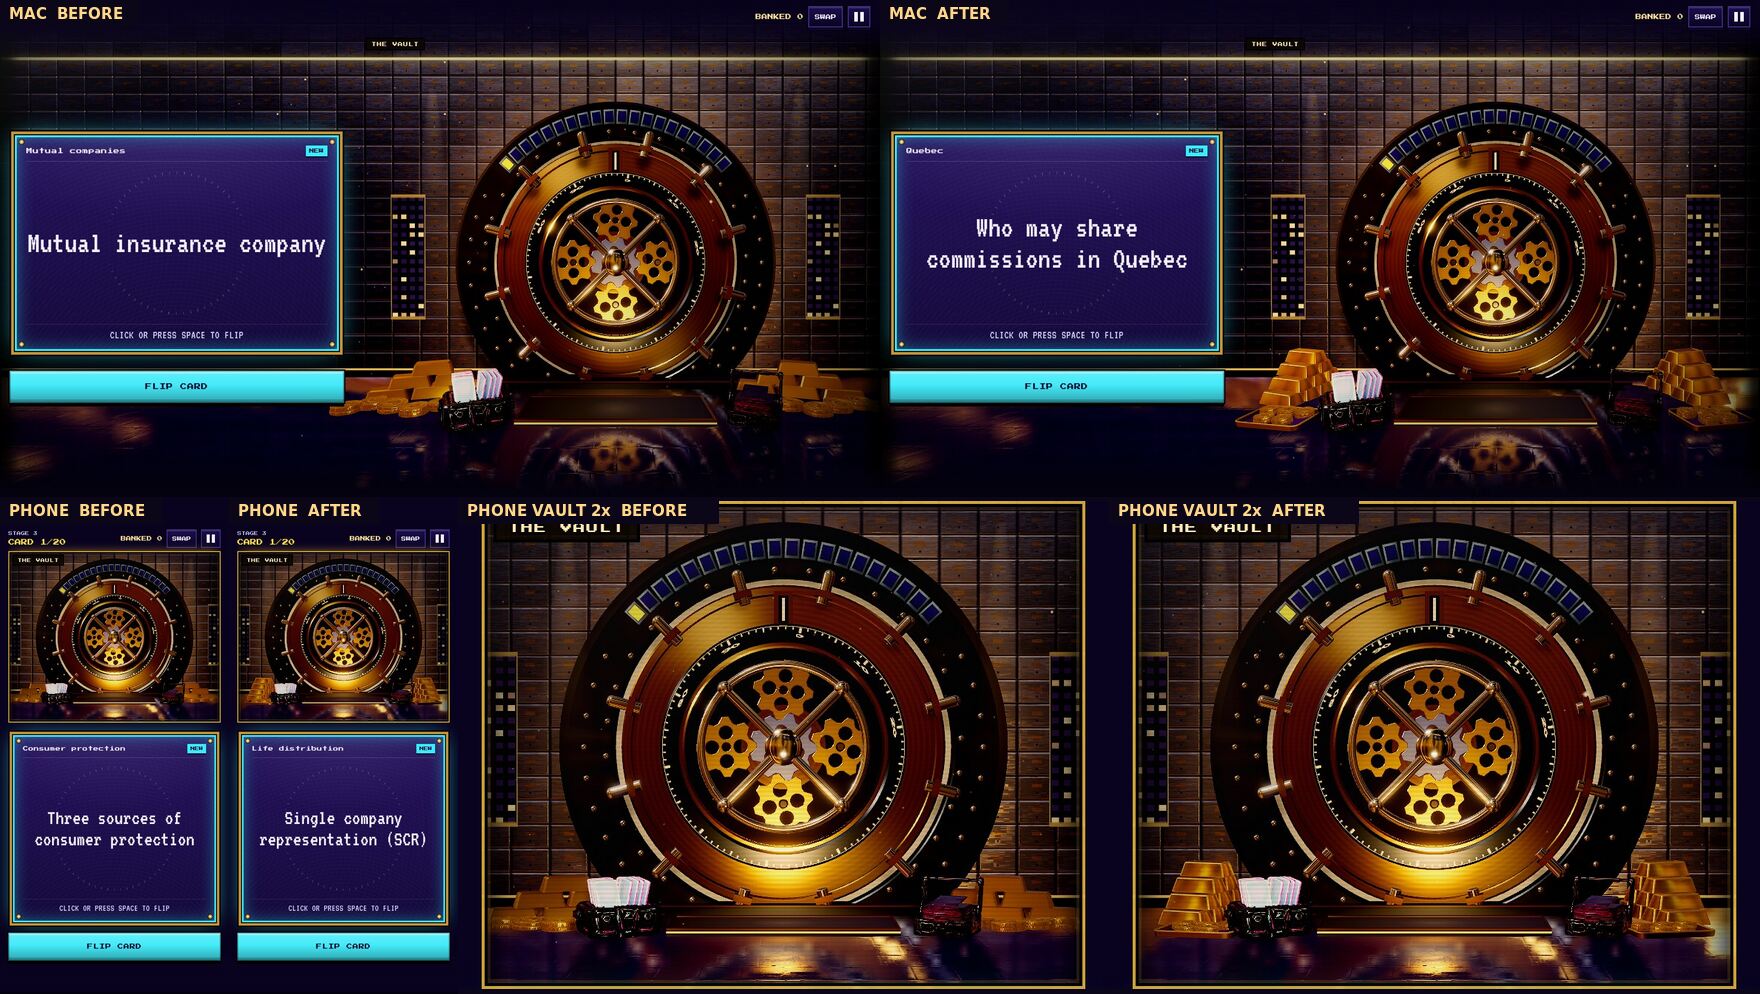 MAC BEFORE
BANKED 0
SWAP
THE VAULT
Mutual companies
NEW
Mutual insurance company
CLICK OR PRESS SPACE TO FLIP
FLIP CARD
MAC AFTER
BANKED 0
SWAP
THE VAULT
Quebec
NEW
Who may share
commissions in Quebec
CLICK OR PRESS SPACE TO FLIP
FLIP CARD
PHONE BEFORE
STAGE 3
CARD 1/20
BANKED 0
SWAP
THE VAULT
Consumer protection
NEW
Three sources of
consumer protection
CLICK OR PRESS SPACE TO FLIP
FLIP CARD
PHONE AFTER
STAGE 3
CARD 1/20
BANKED 0
SWAP
THE VAULT
Life distribution
NEW
Single company
representation (SCR)
CLICK OR PRESS SPACE TO FLIP
FLIP CARD
PHONE VAULT 2x BEFORE
THE VAULT
PHONE VAULT 2x AFTER
THE VAULT